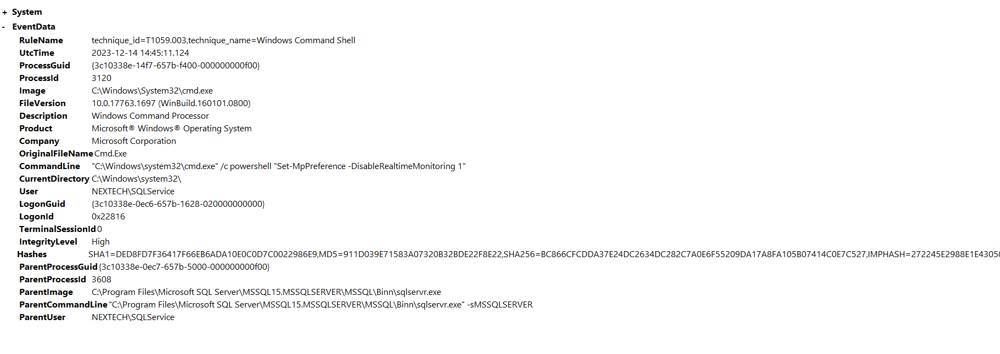 + System
- EventData
RuleName technique_id=T1059.003,technique_name=Windows Command Shell
UtcTime 2023-12-14 14:45:11.124
ProcessGuid {3c10338e-14f7-657b-f400-000000000f00}
ProcessId 3120
Image C:\Windows\System32\cmd.exe
FileVersion 10.0.17763.1697 (WinBuild.160101.0800)
Description Windows Command Processor
Product Microsoft® Windows® Operating System
Company Microsoft Corporation
OriginalFileName Cmd.Exe
CommandLine "C:\Windows\system32\cmd.exe" /c powershell "Set-MpPreference -DisableRealtimeMonitoring 1"
CurrentDirectory C:\Windows\system32\
User NEXTECH\SQLService
LogonGuid {3c10338e-0ec6-657b-1628-020000000000}
LogonId 0x22816
TerminalSessionId 0
IntegrityLevel High
Hashes SHA1=DED8FD7F36417F66EB6ADA10E0C0D7C0022986E9,MD5=911D039E71583A07320B32BDE22F8E22,SHA256=BC866CFCDDA37E24DC2634DC282C7A0E6F55209DA17A8FA105B07414C0E7C527,IMPHASH=272245E2988E1E4305
ParentProcessGuid {3c10338e-0ec7-657b-5000-000000000f00}
ParentProcessId 3608
ParentImage C:\Program Files\Microsoft SQL Server\MSSQL15.MSSQLSERVER\MSSQL\Binn\sqlservr.exe
ParentCommandLine "C:\Program Files\Microsoft SQL Server\MSSQL15.MSSQLSERVER\MSSQL\Binn\sqlservr.exe" -sMSSQLSERVER
ParentUser NEXTECH\SQLService